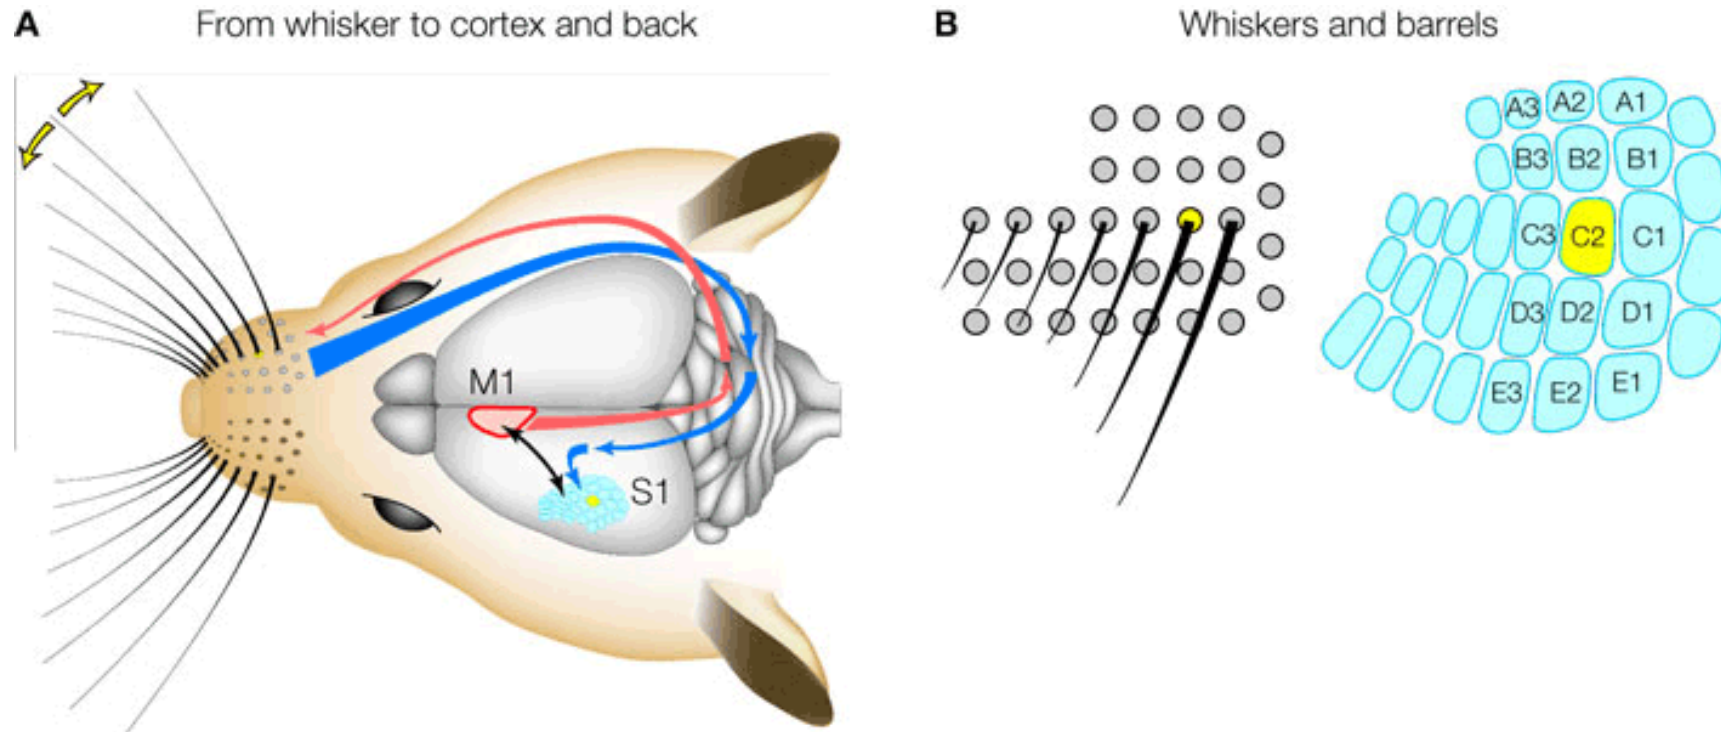 A From whisker to cortex and back
M1
S1
B Whiskers and barrels
A3 A2 A1
B3 B2 B1
C3 C2 C1
D3 D2 D1
E3 E2 E1